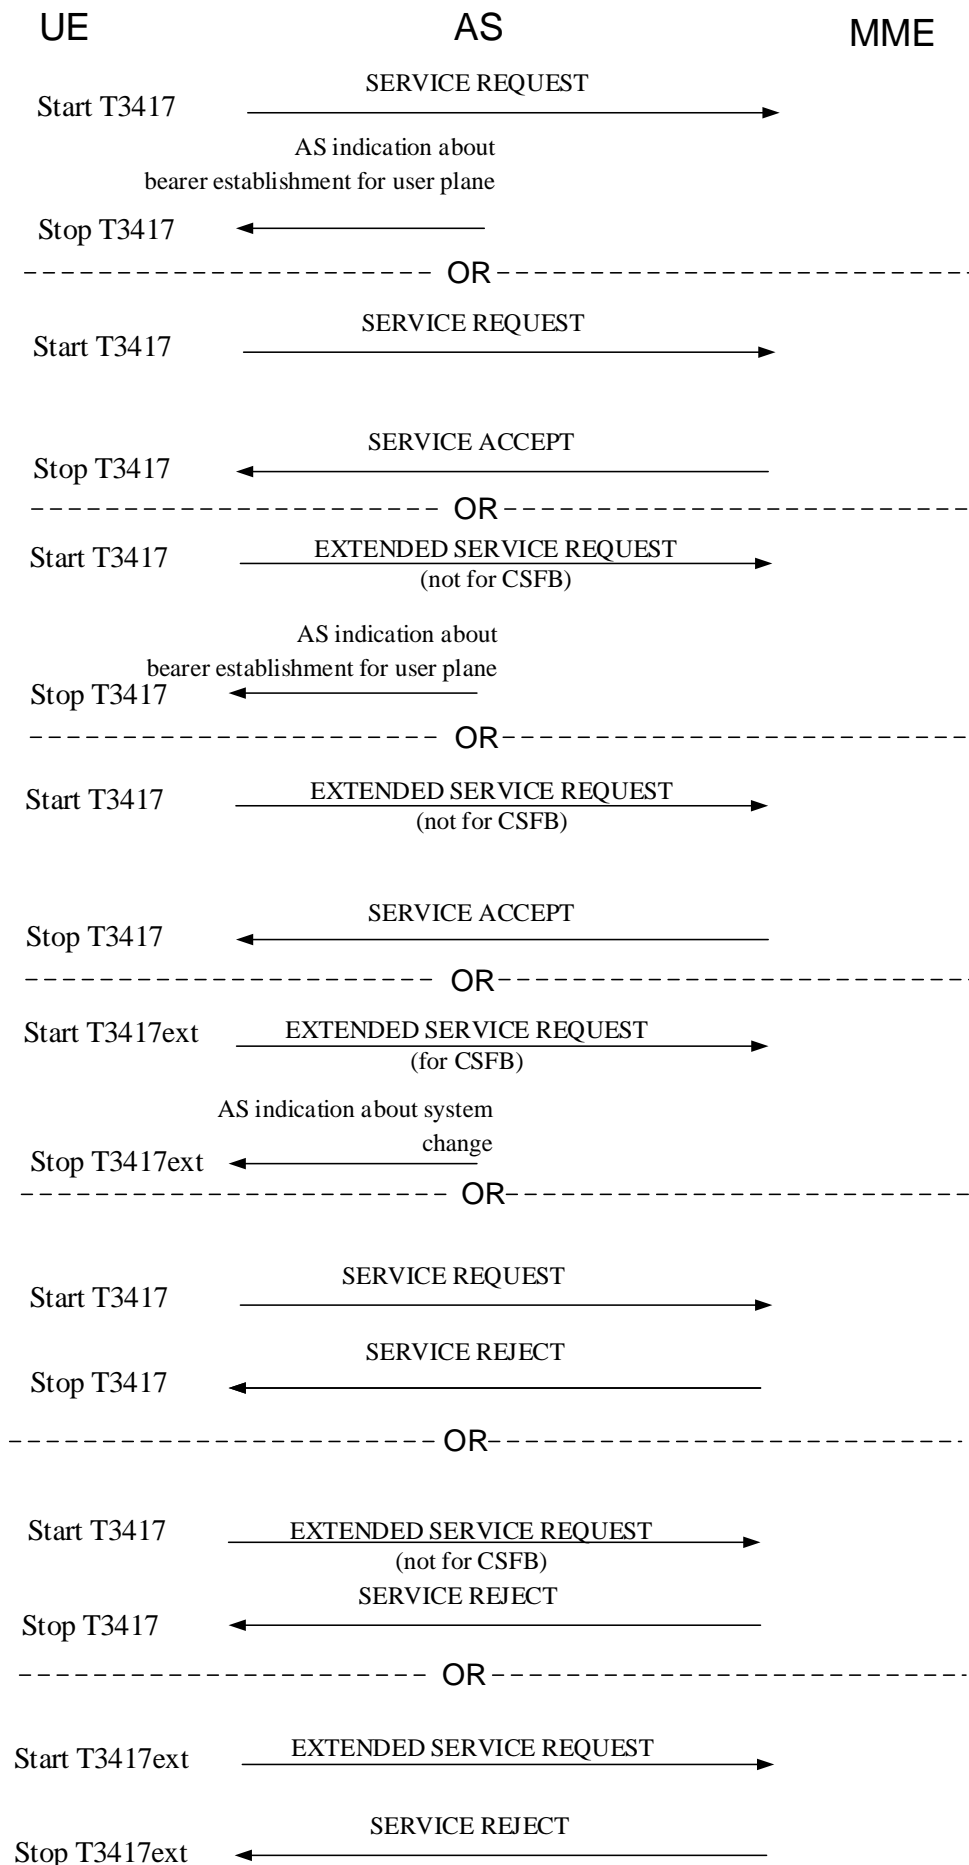 UE AS MME
SERVICE REQUEST
Start T3417
AS indication about
bearer establishment for user plane
Stop T3417
OR
SERVICE REQUEST
Start T3417
SERVICE ACCEPT
Stop T3417
OR
Start T3417 EXTENDED SERVICE REQUEST
(not for CSFB)
AS indication about
bearer establishment for user plane
Stop T3417
OR
Start T3417 EXTENDED SERVICE REQUEST
(not for CSFB)
SERVICE ACCEPT
Stop T3417
OR
Start T3417ext EXTENDED SERVICE REQUEST
(for CSFB)
AS indication about system
change
Stop T3417ext
OR
SERVICE REQUEST
Start T3417
SERVICE REJECT
Stop T3417
OR
Start T3417 EXTENDED SERVICE REQUEST
(not for CSFB)
SERVICE REJECT
Stop T3417
OR
Start T3417ext EXTENDED SERVICE REQUEST
SERVICE REJECT
Stop T3417ext